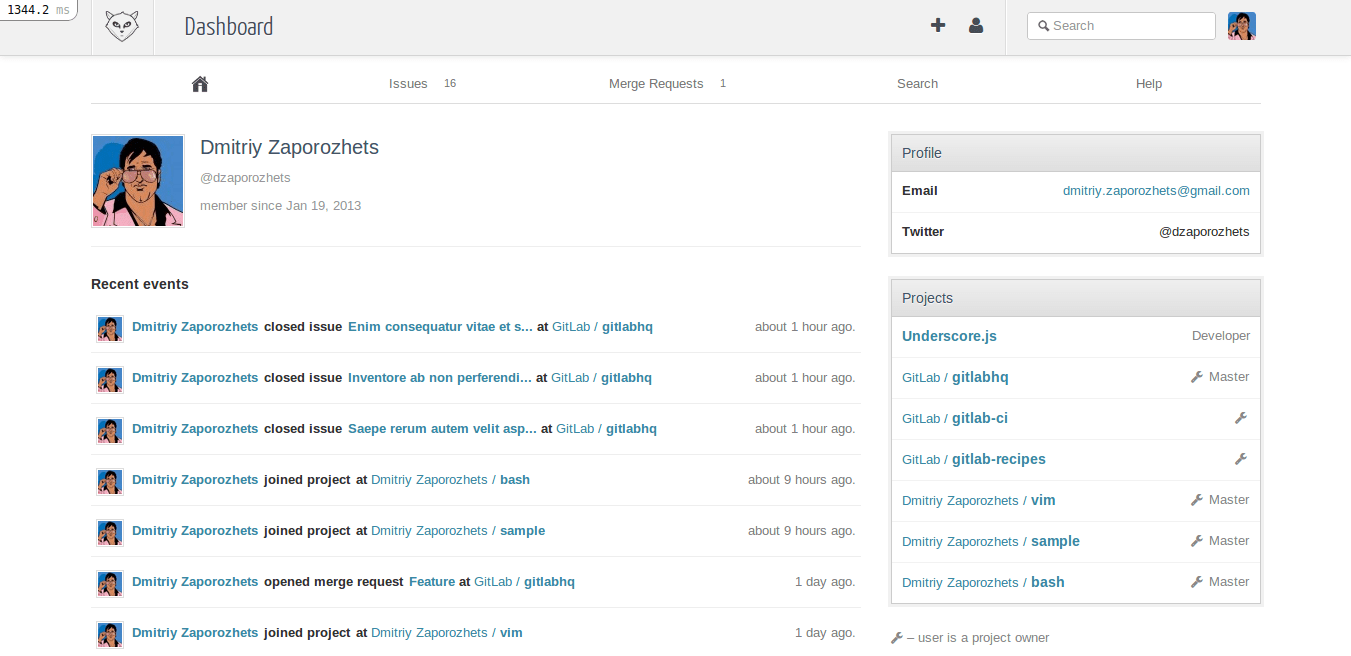 1344.2 ms
Dashboard
Search
Issues 16 Merge Requests 1 Search Help
Dmitriy Zaporozhets
@dzaporozhets
member since Jan 19, 2013
Recent events
Dmitriy Zaporozhets closed issue Enim consequatur vitae et s... at GitLab / gitlabhq about 1 hour ago.
Dmitriy Zaporozhets closed issue Inventore ab non perferendi... at GitLab / gitlabhq about 1 hour ago.
Dmitriy Zaporozhets closed issue Saepe rerum autem velit asp... at GitLab / gitlabhq about 1 hour ago.
Dmitriy Zaporozhets joined project at Dmitriy Zaporozhets / bash about 9 hours ago.
Dmitriy Zaporozhets joined project at Dmitriy Zaporozhets / sample about 9 hours ago.
Dmitriy Zaporozhets opened merge request Feature at GitLab / gitlabhq 1 day ago.
Dmitriy Zaporozhets joined project at Dmitriy Zaporozhets / vim 1 day ago.
Profile
Email dmitriy.zaporozhets@gmail.com
Twitter @dzaporozhets
Projects
Underscore.js Developer
GitLab / gitlabhq Master
GitLab / gitlab-ci
GitLab / gitlab-recipes
Dmitriy Zaporozhets / vim Master
Dmitriy Zaporozhets / sample Master
Dmitriy Zaporozhets / bash Master
– user is a project owner